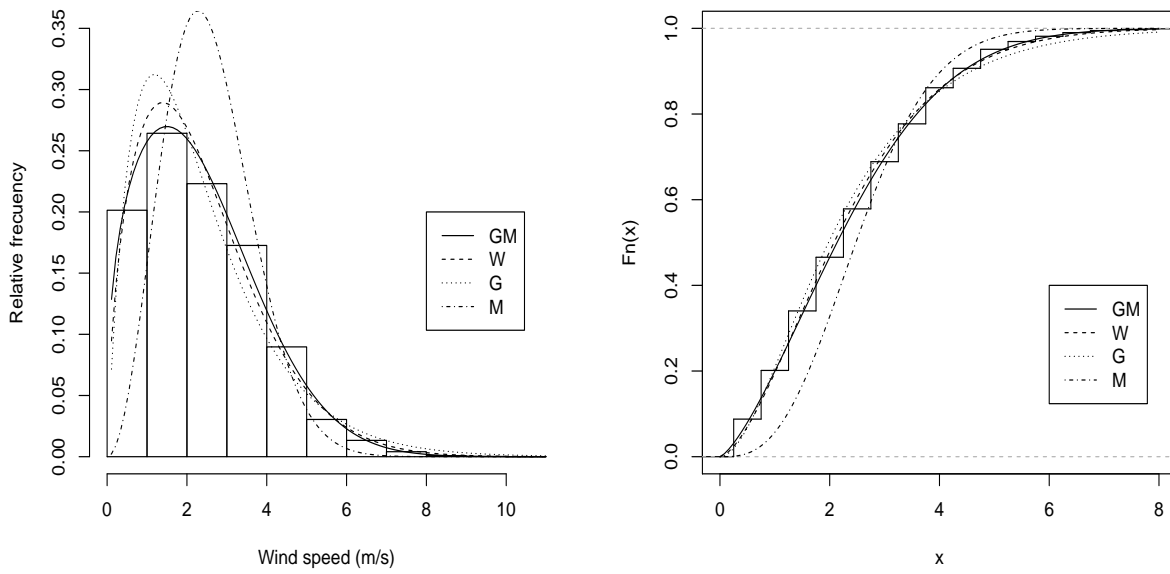 Relative frecuency
0.35
0.30
0.25
0.20
0.15
0.10
0.05
0.00
0 2 4 6 8 10
Wind speed (m/s)
GM
W
G
M
Fn(x)
1.0
0.8
0.6
0.4
0.2
0.0
0 2 4 6 8
x
GM
W
G
M